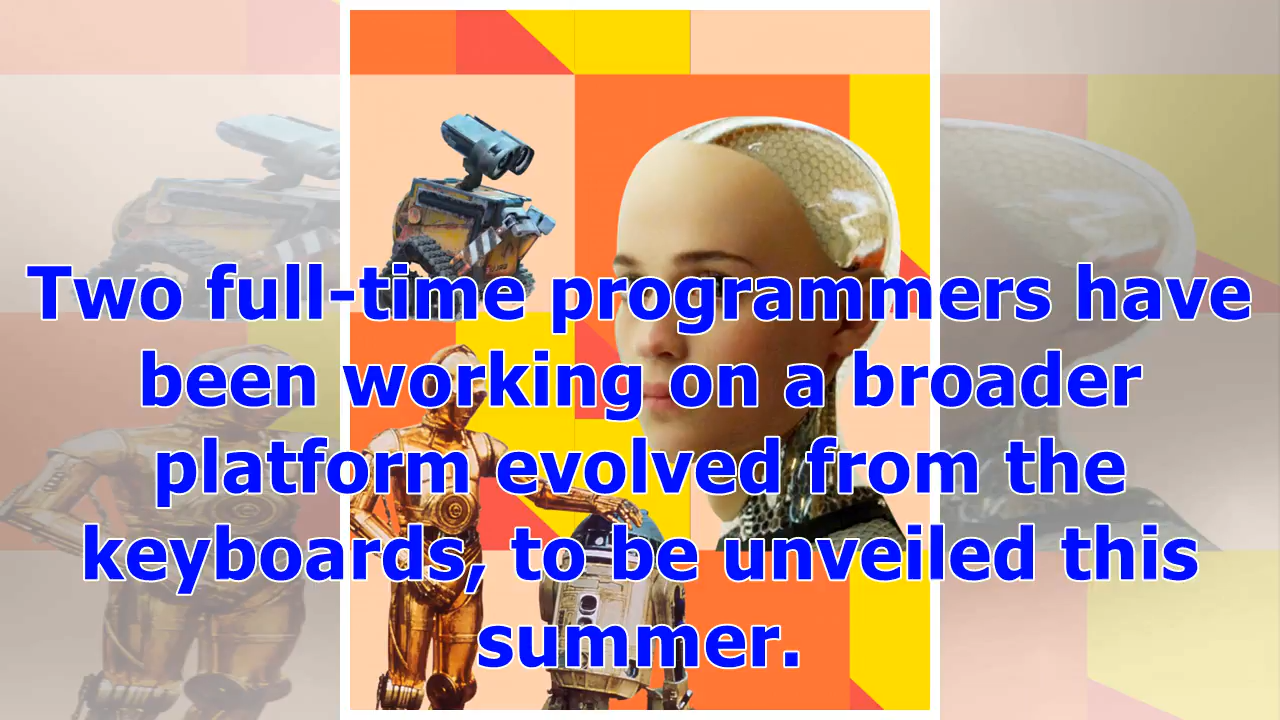 Two full-time programmers have
been working on a broader
platform evolved from the
keyboards, to be unveiled this
summer.